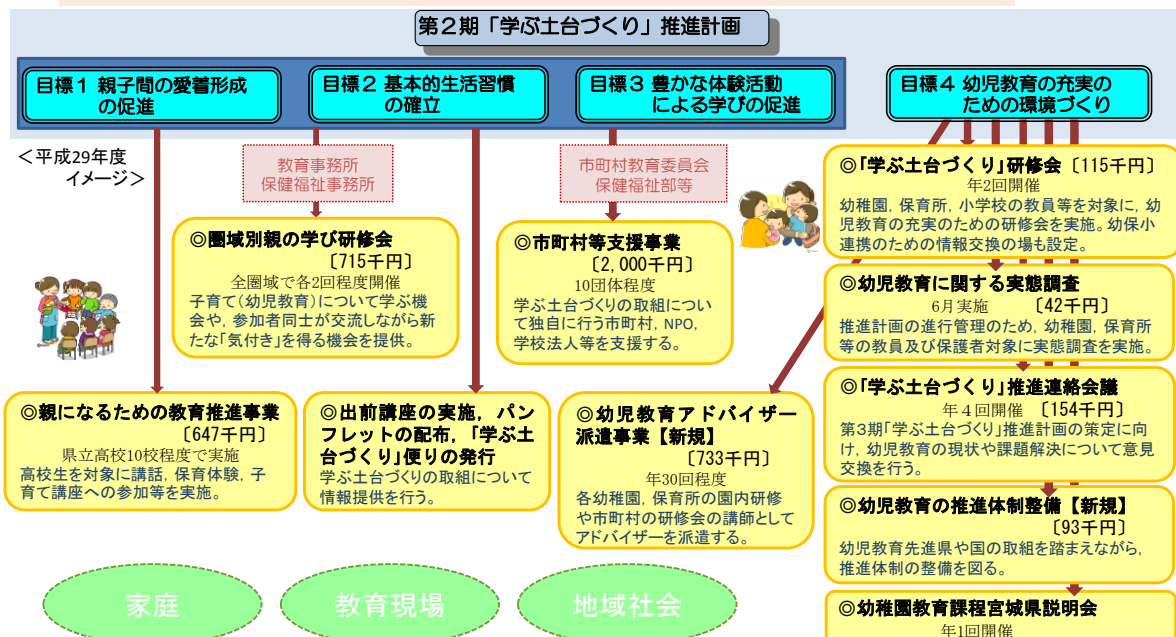 第2期「学ぶ土台づくり」推進計画
目標1 親子間の愛着形成
の促進
目標2 基本的生活習慣
の確立
目標3 豊かな体験活動
による学びの促進
目標4 幼児教育の充実の
ための環境づくり
<平成29年度
イメージ>
教育事務所
保健福祉事務所
市町村教育委員会
保健福祉部等
◎圏域別親の学び研修会
〔715千円〕
全圏域で各2回程度開催
子育て(幼児教育)について学ぶ機
会や,参加者同士が交流しながら新
たな「気付き」を得る機会を提供。
◎市町村等支援事業
〔2,000千円〕
10団体程度
学ぶ土台づくりの取組につい
て独自に行う市町村,NPO,
学校法人等を支援する。
◎親になるための教育推進事業
〔647千円〕
県立高校10校程度で実施
高校生を対象に講話,保育体験,子
育て講座への参加等を実施。
◎出前講座の実施,パン
フレットの配布,「学ぶ土
台づくり」便りの発行
学ぶ土台づくりの取組について
情報提供を行う。
◎幼児教育アドバイザー
派遣事業【新規】
〔733千円〕
年30回程度
各幼稚園,保育所の園内研修
や市町村の研修会の講師として
アドバイザーを派遣する。
◎「学ぶ土台づくり」研修会〔115千円〕
年2回開催
幼稚園,保育所,小学校の教員等を対象に,幼
児教育の充実のための研修会を実施。幼保小
連携のための情報交換の場も設定。
◎幼児教育に関する実態調査
6月実施 〔42千円〕
推進計画の進行管理のため,幼稚園,保育所
等の教員及び保護者対象に実態調査を実施。
◎「学ぶ土台づくり」推進連絡会議
年4回開催 〔154千円〕
第3期「学ぶ土台づくり」推進計画の策定に向
け,幼児教育の現状や課題解決について意見
交換を行う。
◎幼児教育の推進体制整備【新規】
〔93千円〕
幼児教育先進県や国の取組を踏まえながら,
推進体制の整備を図る。
◎幼稚園教育課程宮城県説明会
年1回開催
家庭
教育現場
地域社会